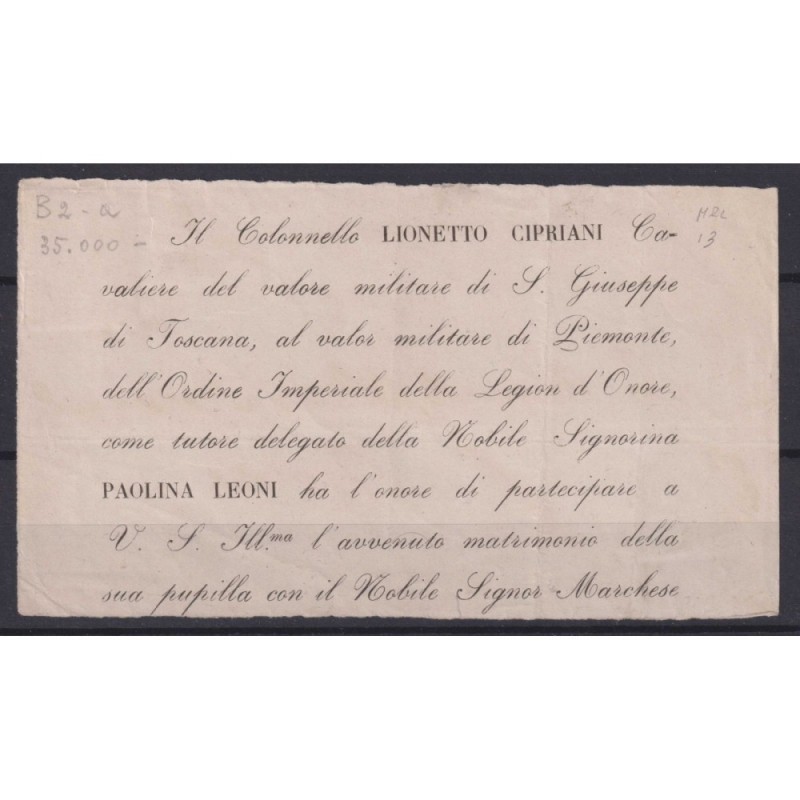 B2-a
35.000 -
MRL
13
Il Colonnello LIONETTO CIPRIANI Ca-
valiere del valore militare di S. Giuseppe
di Toscana, al valor militare di Piemonte,
dell'Ordine Imperiale della Legion d'Onore,
come tutore delegato della Nobile Signorina
PAOLINA LEONI ha l'onore di partecipare a
V. S. Ill.ma l'avvenuto matrimonio della
sua pupilla con il Nobile Signor Marchese